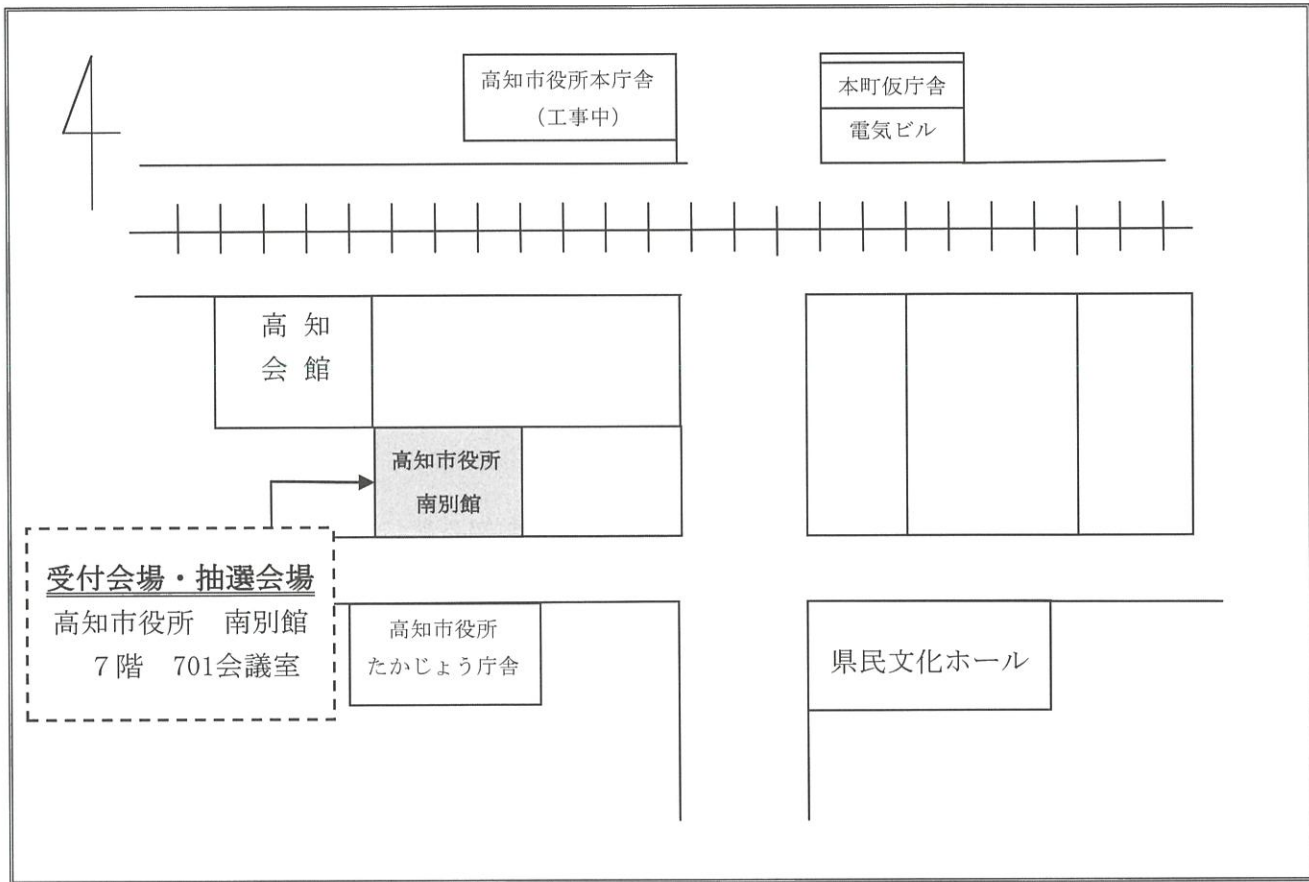 高知市役所本庁舎
（工事中）
本町仮庁舎
電気ビル
高 知
会 館
高知市役所
南別館
受付会場・抽選会場
高知市役所　南別館
７階　701会議室
高知市役所
たかじょう庁舎
県民文化ホール